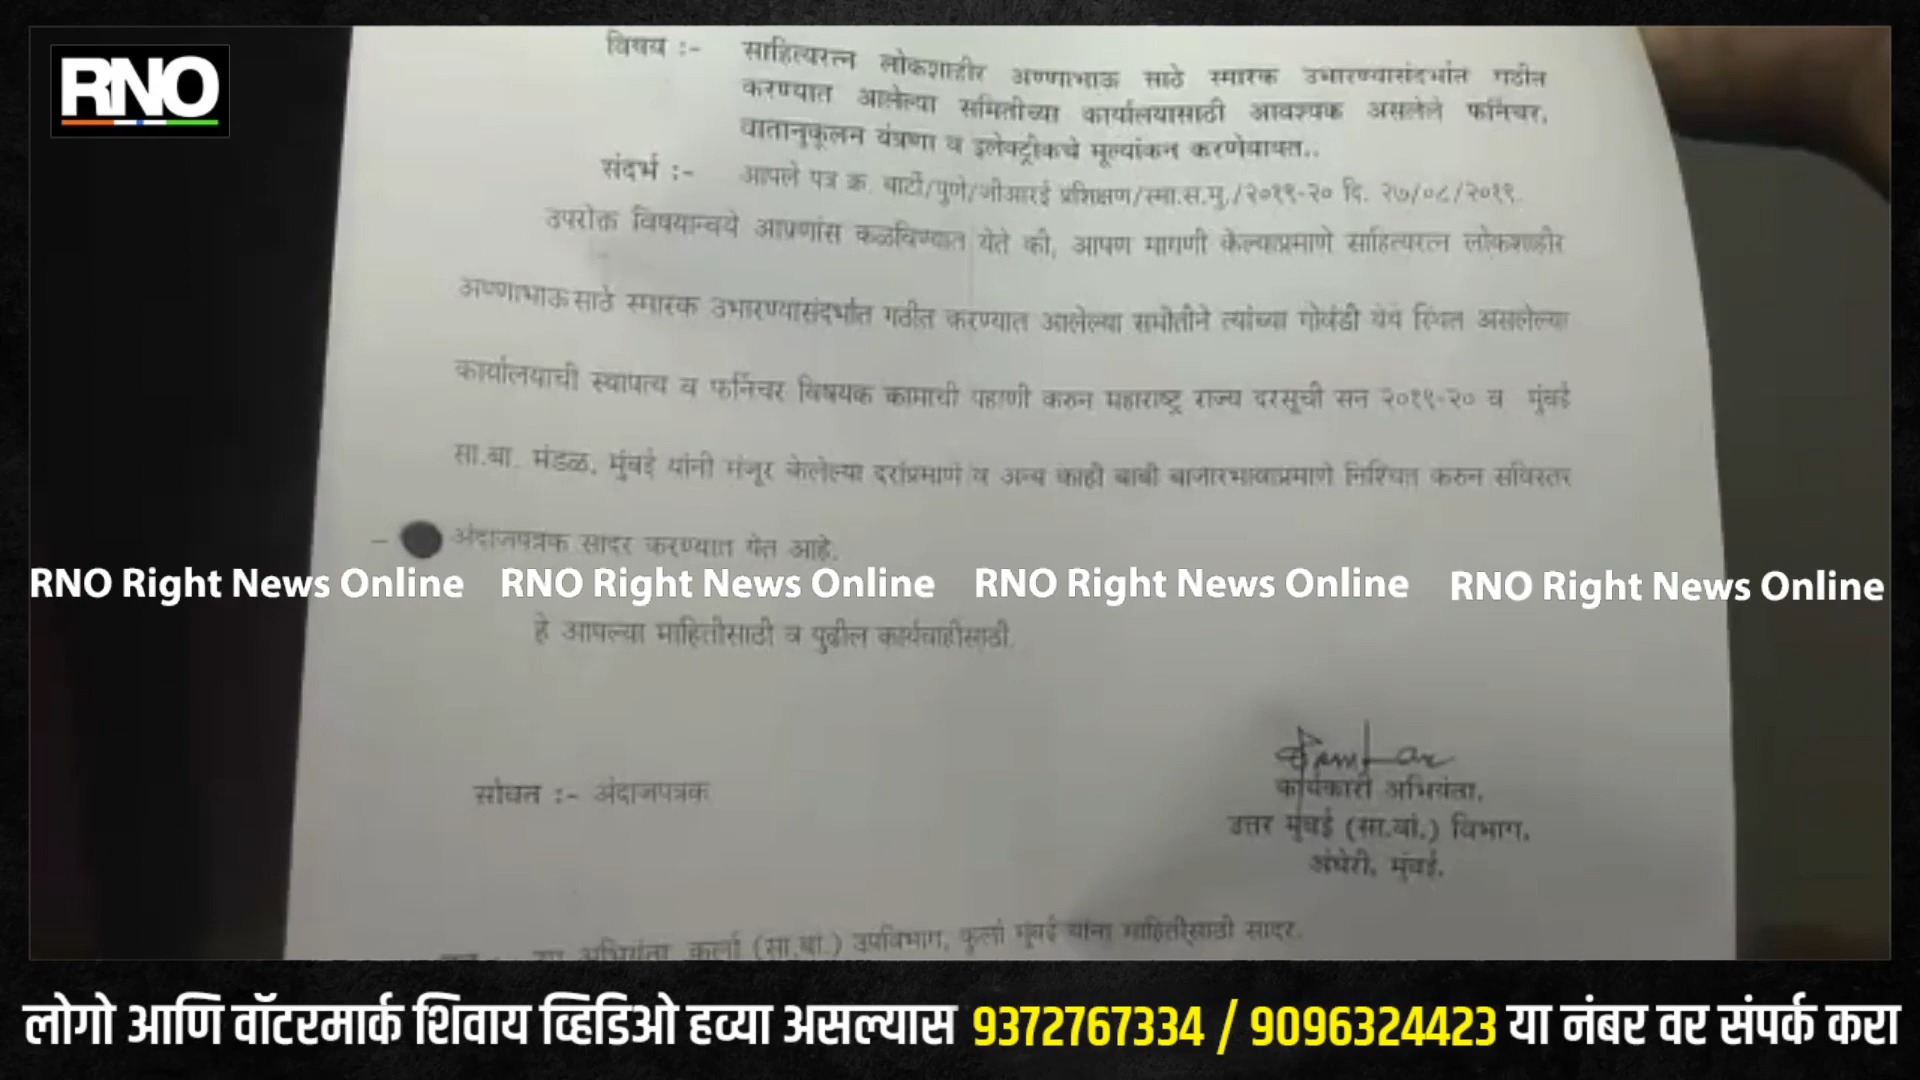 RNO
विषय :- साहित्यरत्न लोकशाहीर अण्णाभाऊ साठे स्मारक उभारण्यासंदर्भात गठीत
करण्यात आलेल्या समितीच्या कार्यालयासाठी आवश्यक असलेले फर्निचर,
वातानुकूलन यंत्रणा व इलेक्ट्रीकचे मूल्यांकन करणेबाबत..
संदर्भ :- आपले पत्र क्र. बार्टी/पुणे/जीआरई प्रशिक्षण/स्मा.स.मु./२०१९-२० दि. २७/०८/२०१९.
उपरोक्त विषयान्वये आपणांस कळविण्यात येते की, आपण मागणी केल्याप्रमाणे साहित्यरत्न लोकशाहीर
अण्णाभाऊ साठे स्मारक उभारण्यासंदर्भात गठीत करण्यात आलेल्या समीतीने त्यांच्या गोवंडी येथे स्थित असलेल्या
कार्यालयाची स्थापत्य व फर्निचर विषयक कामाची पहाणी करुन महाराष्ट्र राज्य दरसूची सन २०१९-२० व मुंबई
सा.बा. मंडळ, मुंबई यांनी मंजूर केलेल्या दरांप्रमाणे व अन्य काही बाबी बाजारभावाप्रमाणे निश्चित करुन सविस्तर
अंदाजपत्रक सादर करण्यात येत आहे.
RNO Right News Online RNO Right News Online RNO Right News Online RNO Right News Online
हे आपल्या माहितीसाठी व पुढील कार्यवाहीसाठी.
सोबत :- अंदाजपत्रक
कार्यकारी अभियंता,
उत्तर मुंबई (सा.बां.) विभाग,
अंधेरी, मुंबई.
अभियंता कुर्ला (सा.बां.) उपविभाग, कुर्ला मुंबई यांना माहितीसाठी सादर.
लोगो आणि वॉटरमार्क शिवाय व्हिडिओ हव्या असल्यास 9372767334 / 9096324423 या नंबर वर संपर्क करा